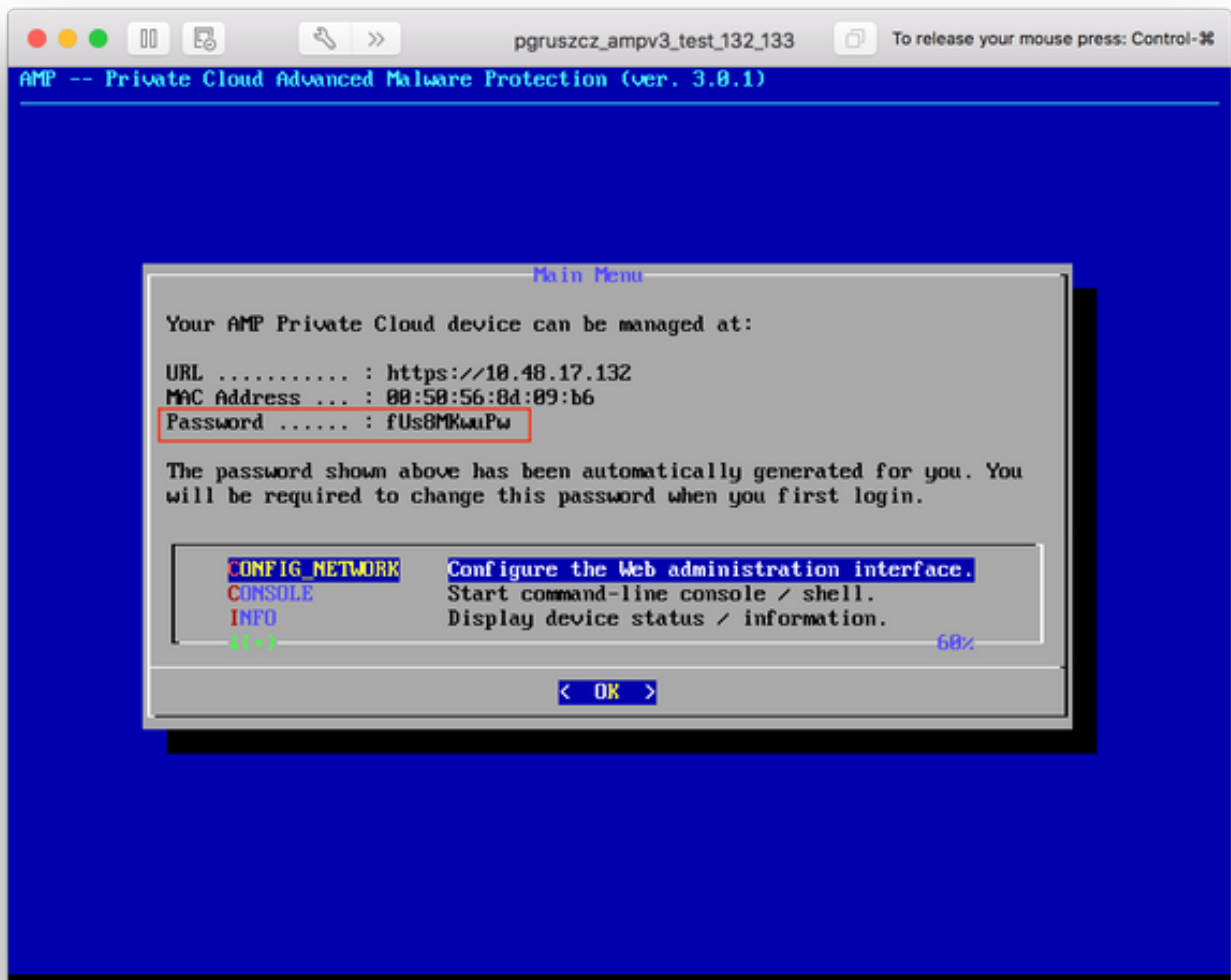 pgruszcz_ampv3_test_132_133
To release your mouse press: Control-⌘
AMP -- Private Cloud Advanced Malware Protection (ver. 3.0.1)
Main Menu
Your AMP Private Cloud device can be managed at:
URL ........... : https://10.48.17.132
MAC Address ... : 00:50:56:8d:09:b6
Password ...... : fUs8MKwuPw
The password shown above has been automatically generated for you. You
will be required to change this password when you first login.
CONFIG_NETWORK Configure the Web administration interface.
CONSOLE Start command-line console / shell.
INFO Display device status / information.
↓(+) 60%
< OK >